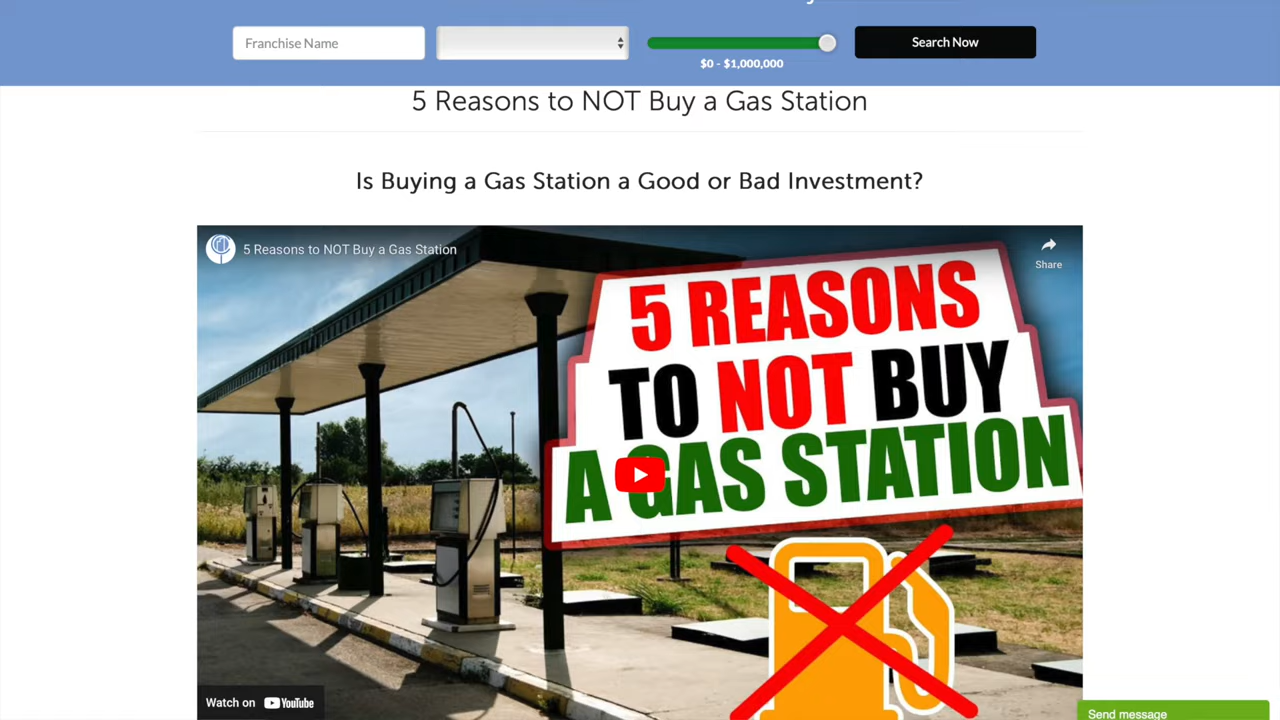 Franchise Name
Search Now
$0 - $1,000,000
5 Reasons to NOT Buy a Gas Station
Is Buying a Gas Station a Good or Bad Investment?
5 Reasons to NOT Buy a Gas Station
Share
5 REASONS
TO NOT BUY
A GAS STATION
Watch on YouTube
Send message